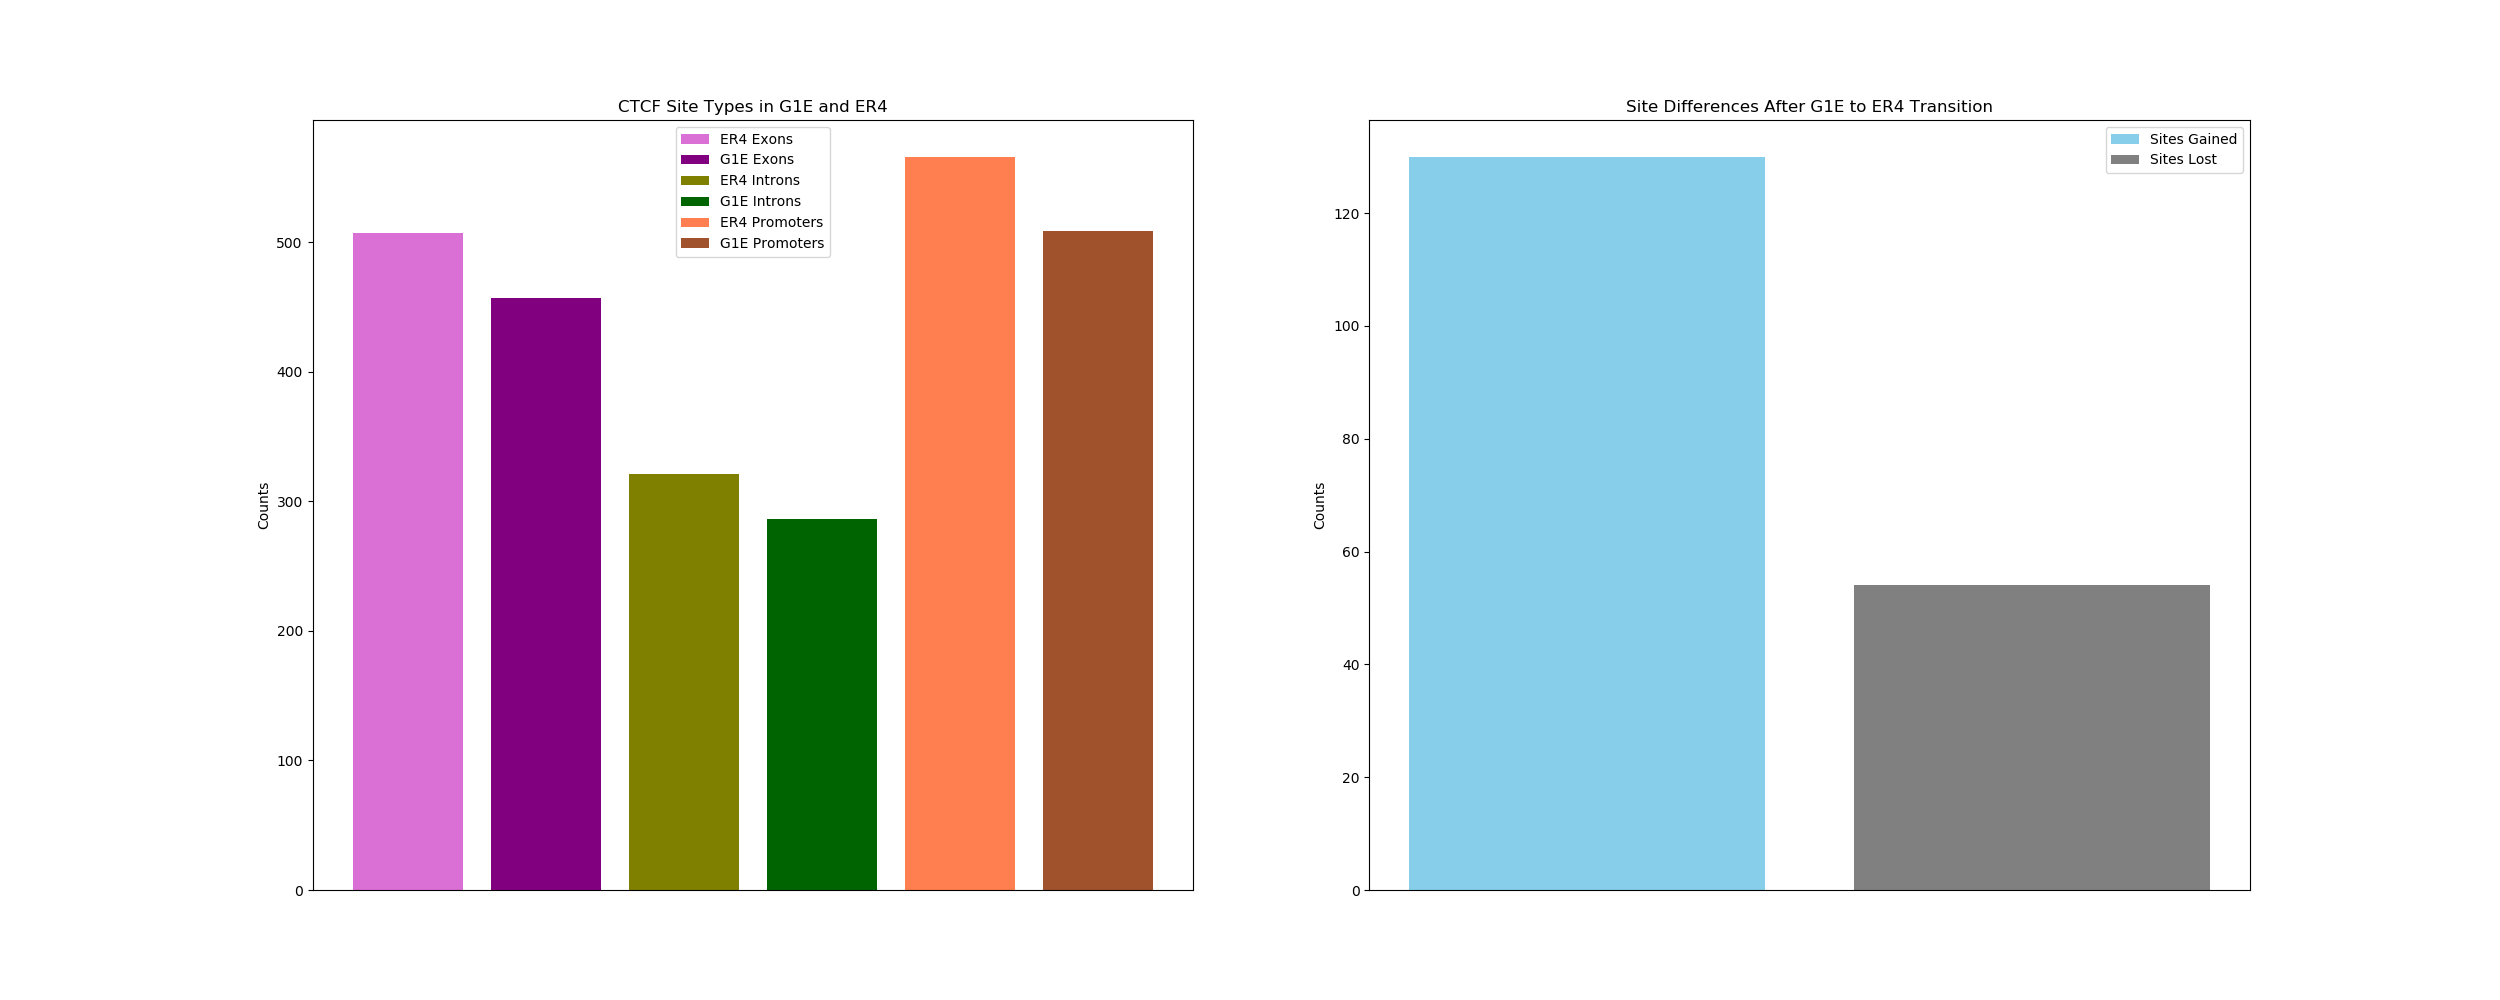 CTCF Site Types in G1E and ER4
ER4 Exons
G1E Exons
ER4 Introns
G1E Introns
ER4 Promoters
G1E Promoters
500
400
300
200
100
0
Counts
Site Differences After G1E to ER4 Transition
Sites Gained
Sites Lost
120
100
80
60
40
20
0
Counts